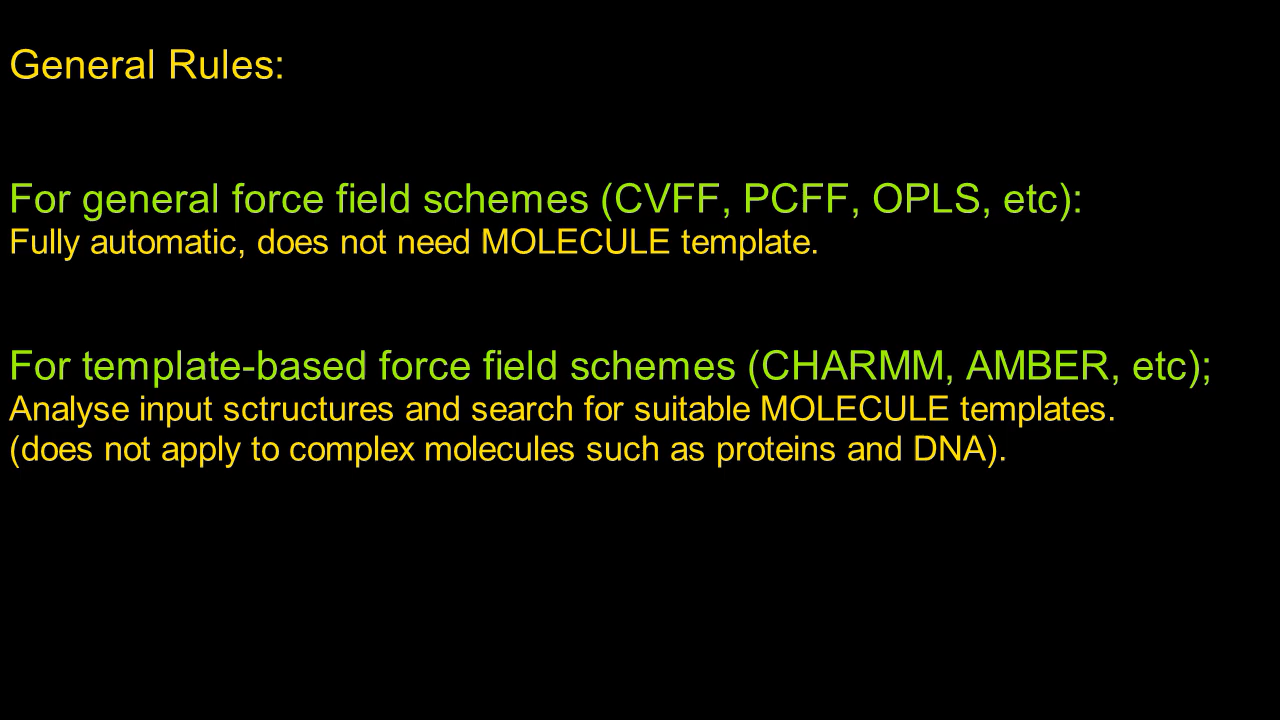 General Rules:
For general force field schemes (CVFF, PCFF, OPLS, etc):
Fully automatic, does not need MOLECULE template.
For template-based force field schemes (CHARMM, AMBER, etc);
Analyse input sctructures and search for suitable MOLECULE templates.
(does not apply to complex molecules such as proteins and DNA).